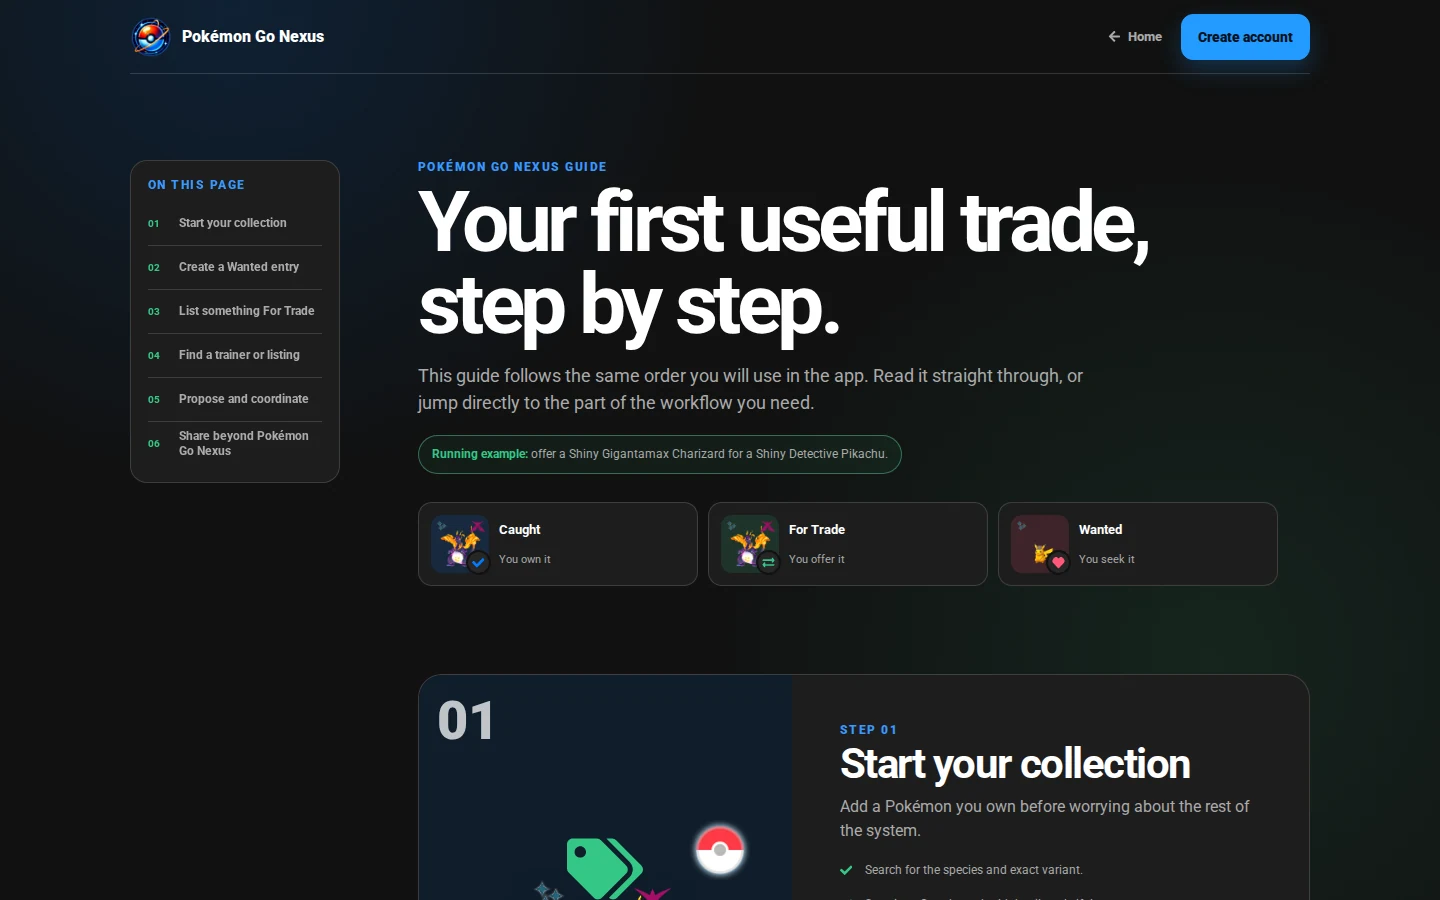 Pokémon Go Nexus
Home
Create account
ON THIS PAGE
01 Start your collection
02 Create a Wanted entry
03 List something For Trade
04 Find a trainer or listing
05 Propose and coordinate
06 Share beyond Pokémon
Go Nexus
POKÉMON GO NEXUS GUIDE
Your first useful trade,
step by step.
This guide follows the same order you will use in the app. Read it straight through, or
jump directly to the part of the workflow you need.
Running example: offer a Shiny Gigantamax Charizard for a Shiny Detective Pikachu.
Caught
You own it
For Trade
You offer it
Wanted
You seek it
01
STEP 01
Start your collection
Add a Pokémon you own before worrying about the rest of
the system.
Search for the species and exact variant.